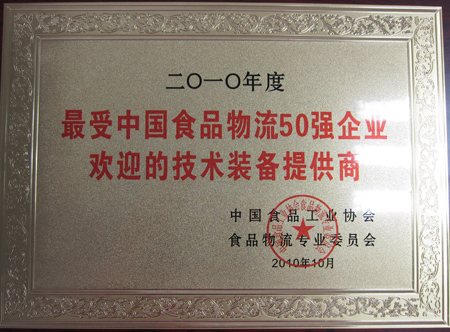 二〇一〇年度
最受中国食品物流50强企业
欢迎的技术装备提供商
中国食品工业协会
食品物流专业委员会
2010年10月